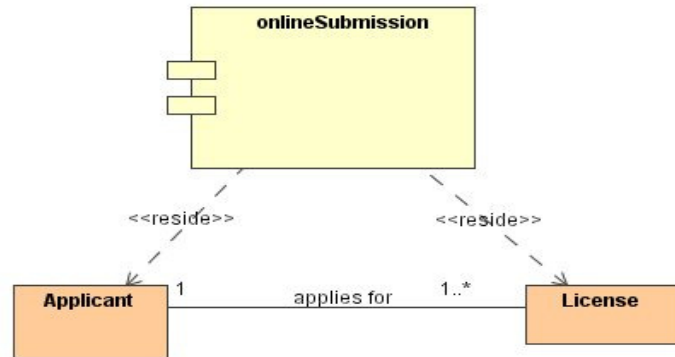 onlineSubmission
<<reside>>
<<reside>>
Applicant
1
applies for
1..*
License